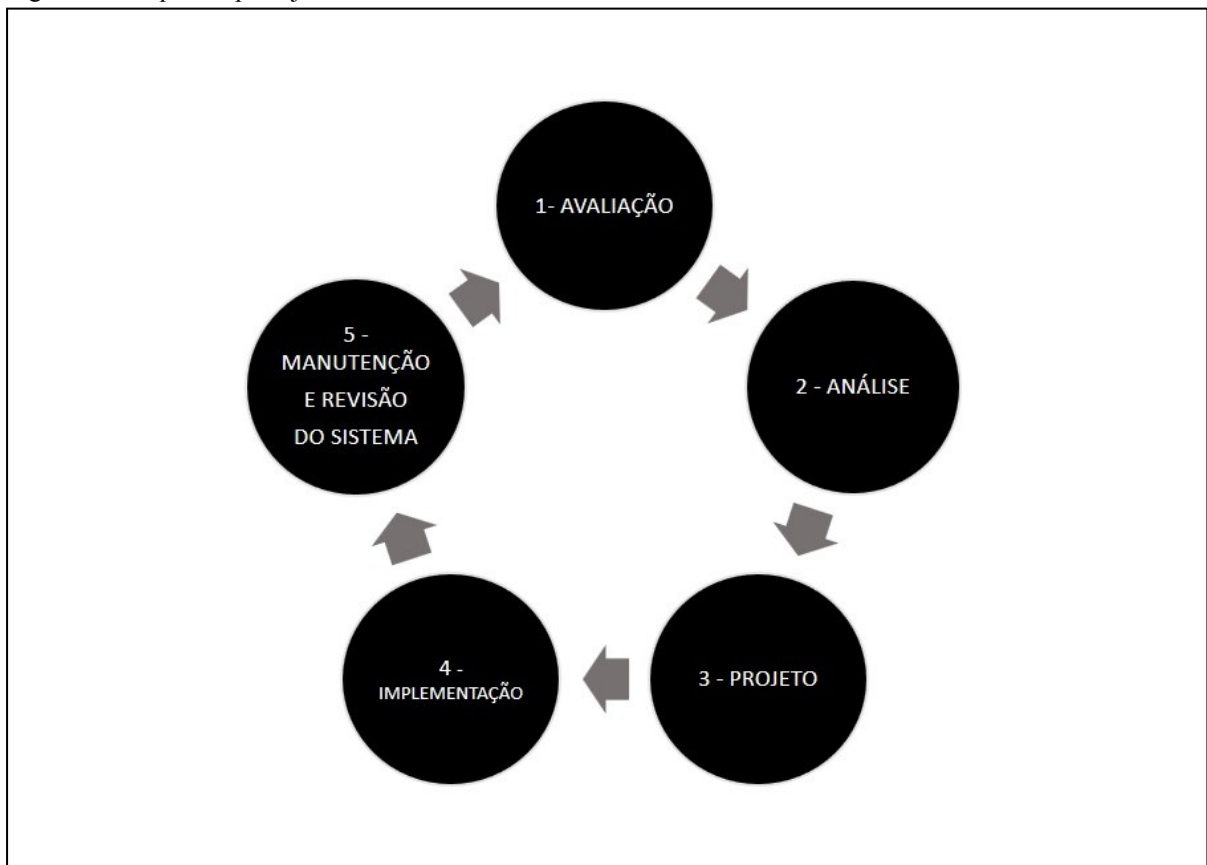 1- AVALIAÇÃO
2 - ANÁLISE
3 - PROJETO
4 -
IMPLEMENTAÇÃO
5 -
MANUTENÇÃO
E REVISÃO
DO SISTEMA